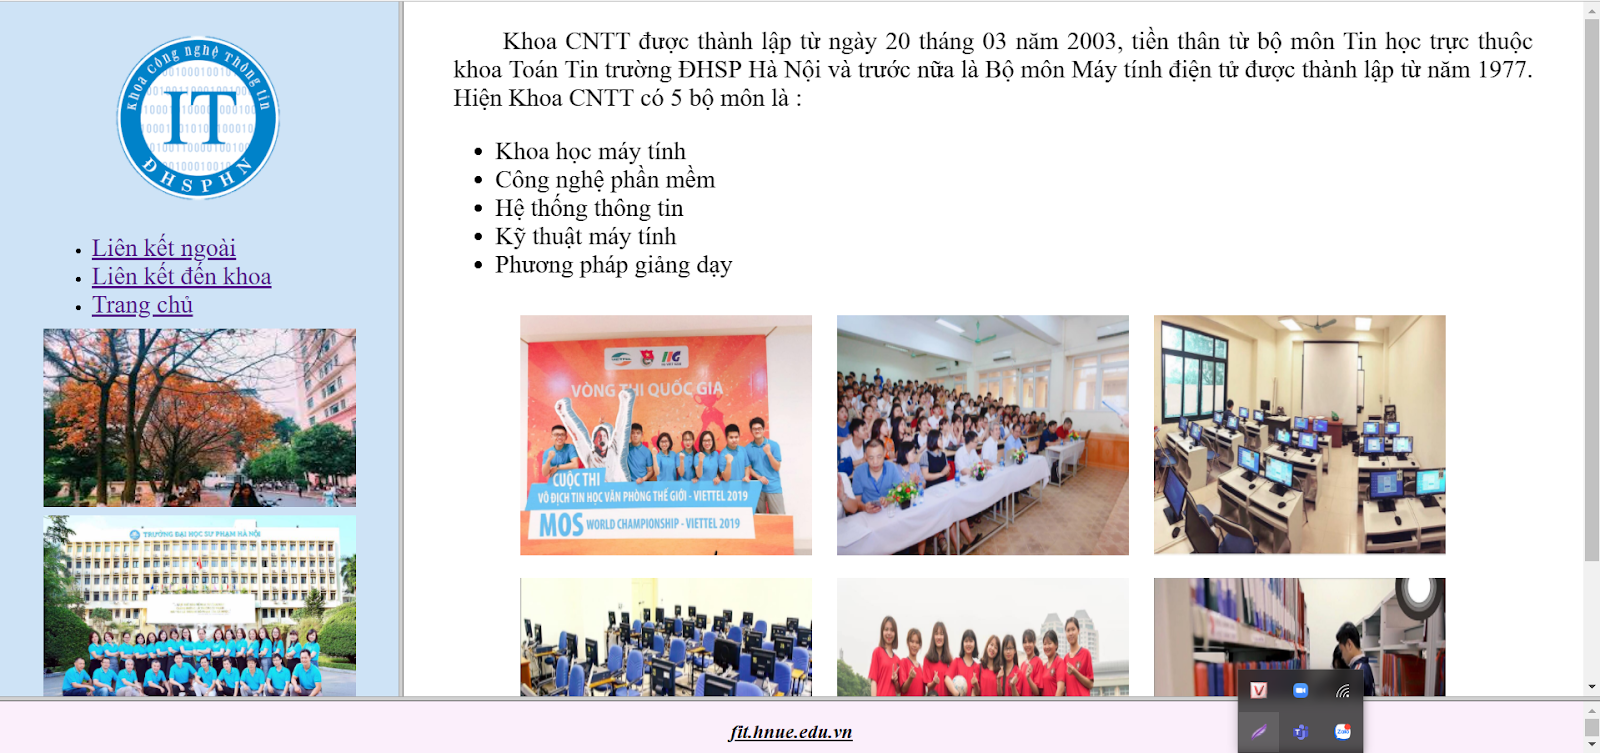 Khoa Công nghệ Thông tin
IT
ĐHSPHN
Liên kết ngoài
Liên kết đến khoa
Trang chủ
TRƯỜNG ĐẠI HỌC SƯ PHẠM HÀ NỘI
Khoa CNTT được thành lập từ ngày 20 tháng 03 năm 2003, tiền thân từ bộ môn Tin học trực thuộc
khoa Toán Tin trường ĐHSP Hà Nội và trước nữa là Bộ môn Máy tính điện tử được thành lập từ năm 1977.
Hiện Khoa CNTT có 5 bộ môn là :
Khoa học máy tính
Công nghệ phần mềm
Hệ thống thông tin
Kỹ thuật máy tính
Phương pháp giảng dạy
VÒNG THI QUỐC GIA
CUỘC THI
VÔ ĐỊCH TIN HỌC VĂN PHÒNG THẾ GIỚI - VIETTEL 2019
MOS WORLD CHAMPIONSHIP - VIETTEL 2019
fit.hnue.edu.vn
Zalo